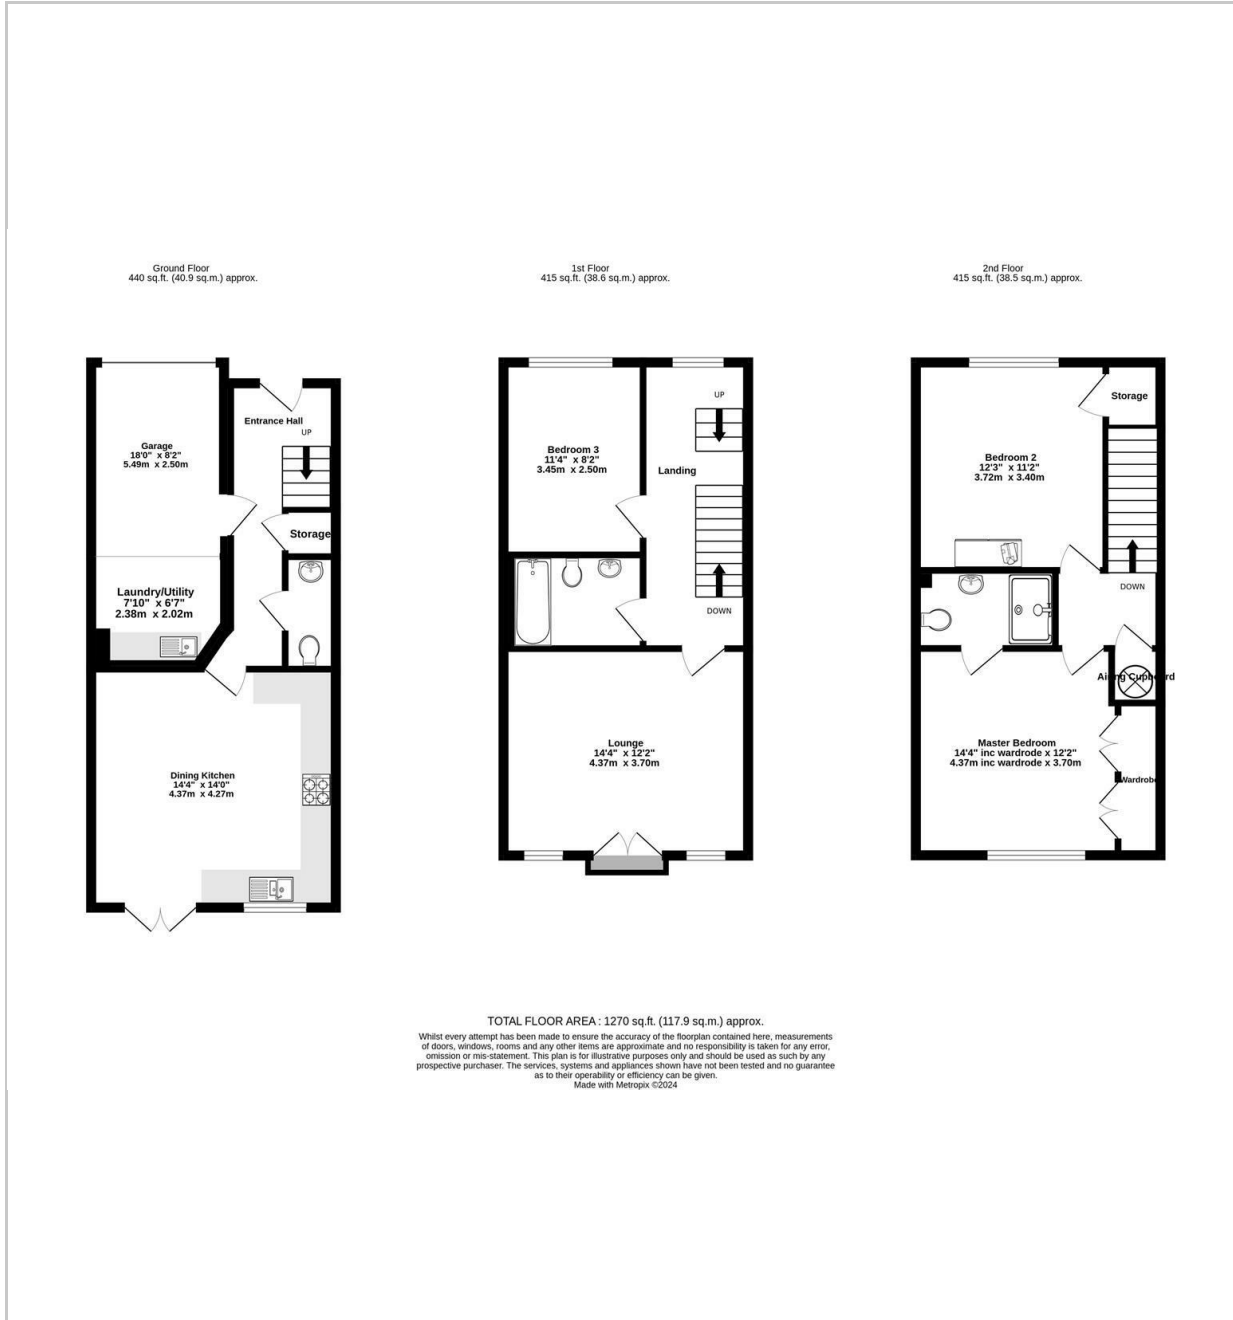 Ground Floor
440 sq.ft. (40.9 sq.m.) approx.
1st Floor
415 sq.ft. (38.6 sq.m.) approx.
2nd Floor
415 sq.ft. (38.5 sq.m.) approx.
Garage
18'0" x 8'2"
5.49m x 2.50m
Entrance Hall
UP
Storage
Laundry/Utility
7'10" x 6'7"
2.38m x 2.02m
Dining Kitchen
14'4" x 14'0"
4.37m x 4.27m
Bedroom 3
11'4" x 8'2"
3.45m x 2.50m
UP
Landing
DOWN
Lounge
14'4" x 12'2"
4.37m x 3.70m
Storage
Bedroom 2
12'3" x 11'2"
3.72m x 3.40m
DOWN
Airing Cupboard
Master Bedroom
14'4" inc wardrode x 12'2"
4.37m inc wardrode x 3.70m
Wardrobe
TOTAL FLOOR AREA : 1270 sq.ft. (117.9 sq.m.) approx.
Whilst every attempt has been made to ensure the accuracy of the floorplan contained here, measurements
of doors, windows, rooms and any other items are approximate and no responsibility is taken for any error,
omission or mis-statement. This plan is for illustrative purposes only and should be used as such by any
prospective purchaser. The services, systems and appliances shown have not been tested and no guarantee
as to their operability or efficiency can be given.
Made with Metropix ©2024